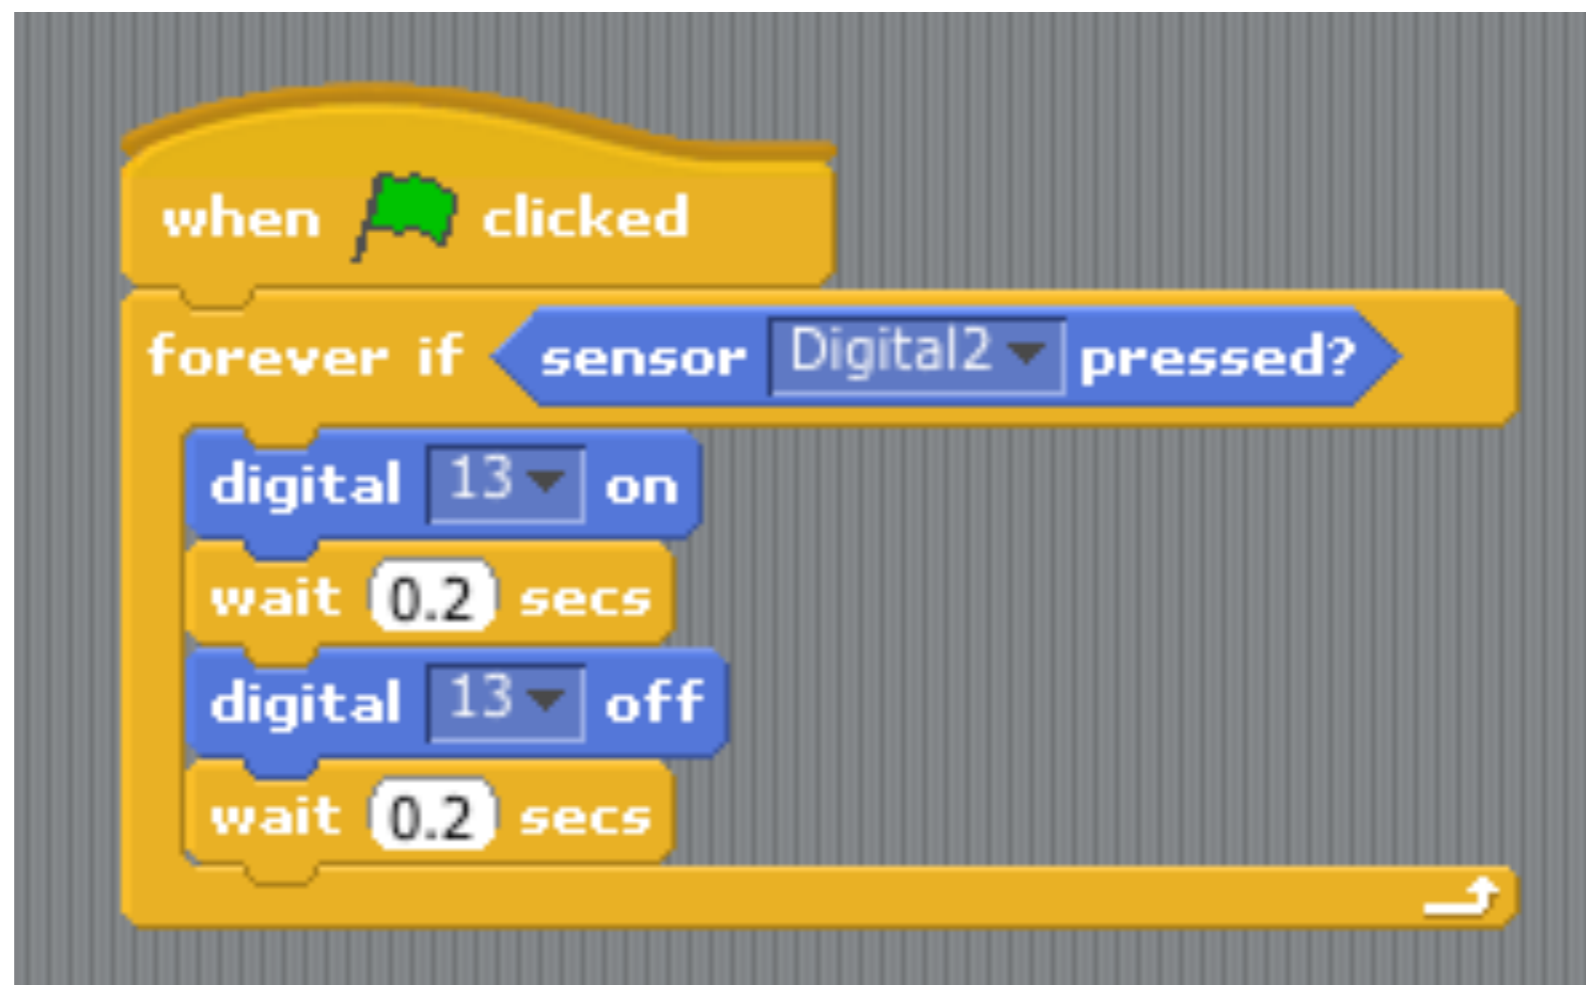 when clicked
forever if sensor Digital2 pressed?
digital 13 on
wait 0.2 secs
digital 13 off
wait 0.2 secs